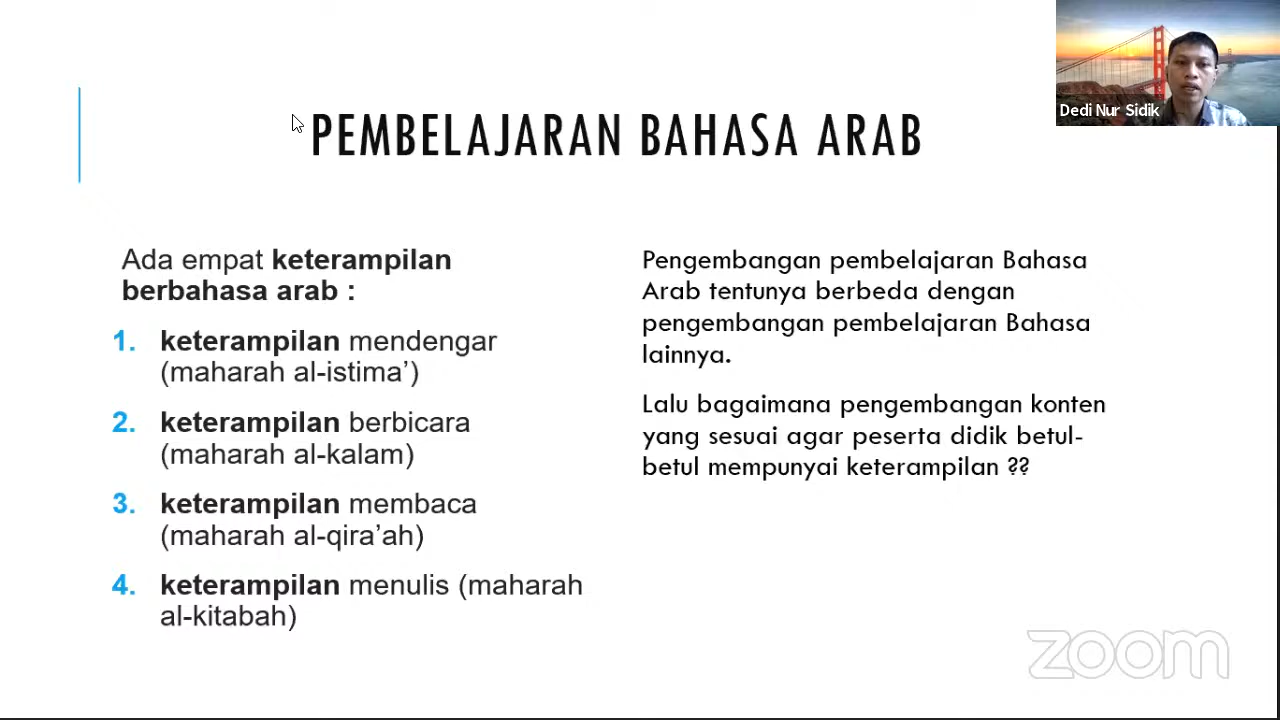 PEMBELAJARAN BAHASA ARAB
Dedi Nur Sidik
Ada empat keterampilan
berbahasa arab :
1. keterampilan mendengar
(maharah al-istima’)
2. keterampilan berbicara
(maharah al-kalam)
3. keterampilan membaca
(maharah al-qira’ah)
4. keterampilan menulis (maharah
al-kitabah)
Pengembangan pembelajaran Bahasa
Arab tentunya berbeda dengan
pengembangan pembelajaran Bahasa
lainnya.
Lalu bagaimana pengembangan konten
yang sesuai agar peserta didik betul-
betul mempunyai keterampilan ??
zoom